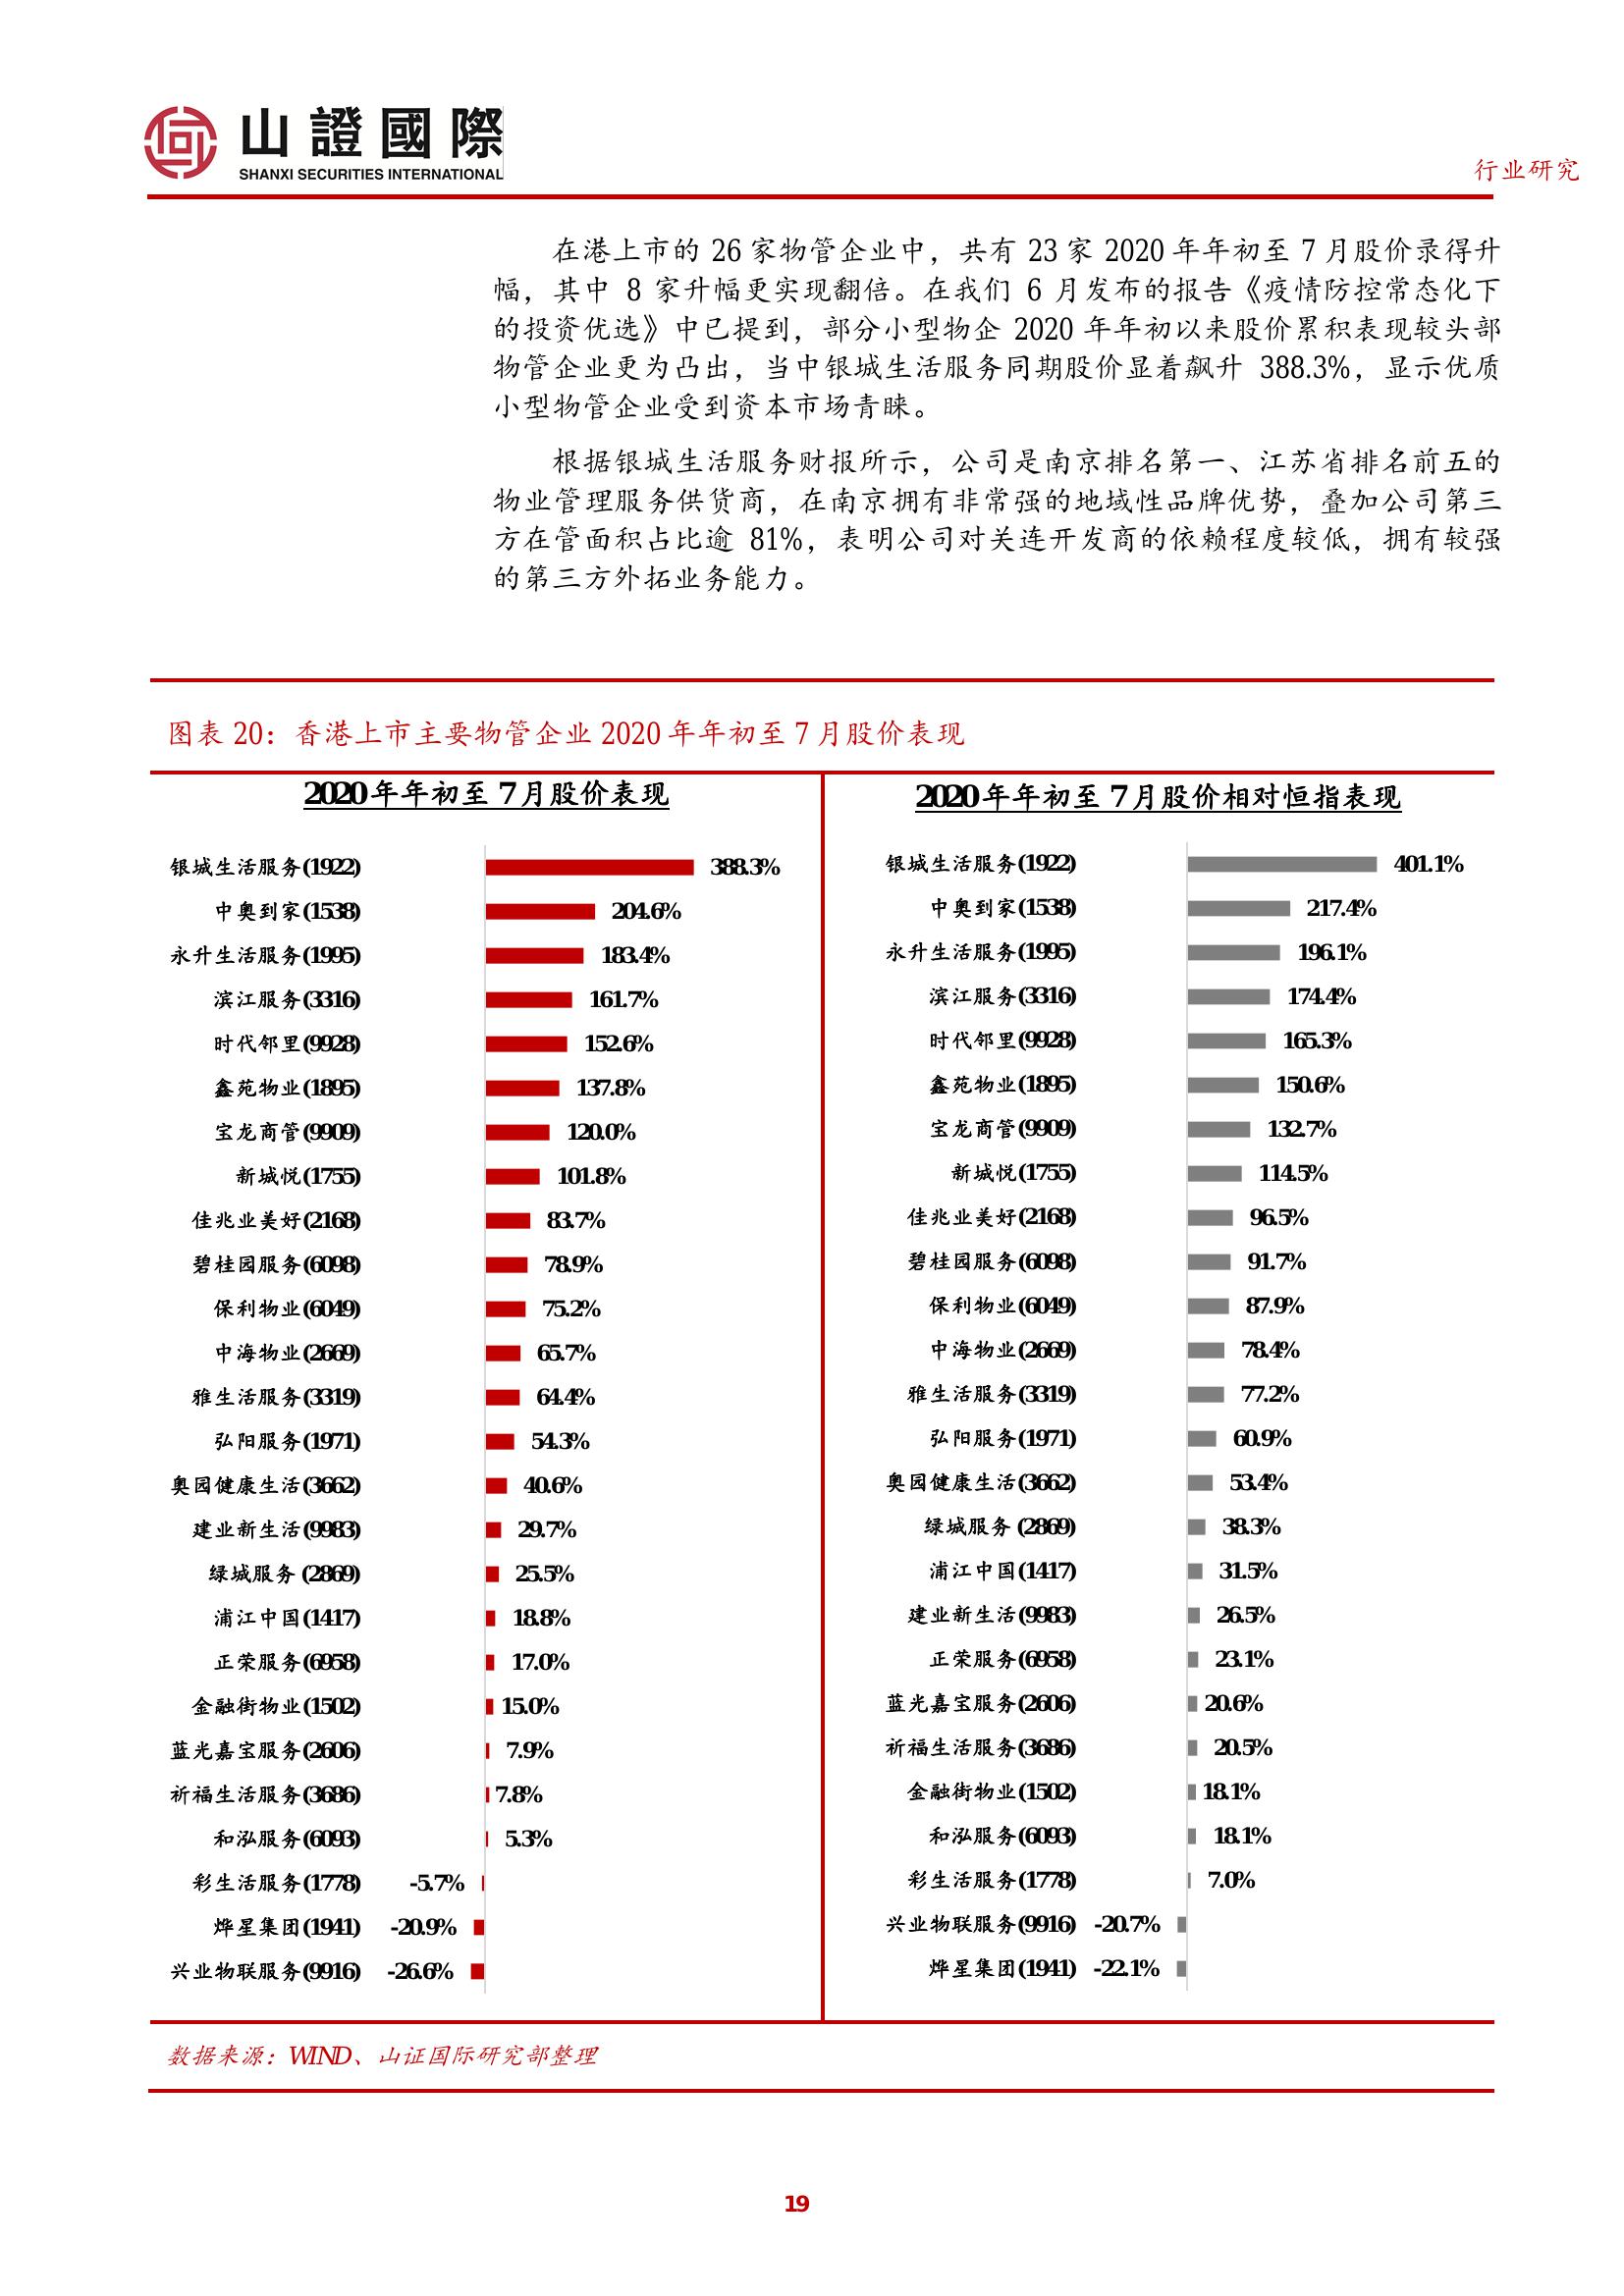 山證國際
SHANXI SECURITIES INTERNATIONAL
行业研究
在港上市的 26 家物管企业中，共有 23 家 2020 年年初至 7 月股价录得升
幅，其中 8 家升幅更实现翻倍。在我们 6 月发布的报告《疫情防控常态化下
的投资优选》中已提到，部分小型物企 2020 年年初以来股价累积表现较头部
物管企业更为凸出，当中银城生活服务同期股价显着飙升 388.3%，显示优质
小型物管企业受到资本市场青睐。
根据银城生活服务财报所示，公司是南京排名第一、江苏省排名前五的
物业管理服务供货商，在南京拥有非常强的地域性品牌优势，叠加公司第三
方在管面积占比逾 81%，表明公司对关连开发商的依赖程度较低，拥有较强
的第三方外拓业务能力。
图表 20：香港上市主要物管企业 2020 年年初至 7 月股价表现
2020 年年初至 7 月股价表现
银城生活服务(1922) 388.3%
中奥到家(1538) 204.6%
永升生活服务(1995) 183.4%
滨江服务(3316) 161.7%
时代邻里(9928) 152.6%
鑫苑物业(1895) 137.8%
宝龙商管(9909) 120.0%
新城悦(1755) 101.8%
佳兆业美好(2168) 83.7%
碧桂园服务(6098) 78.9%
保利物业(6049) 75.2%
中海物业(2669) 65.7%
雅生活服务(3319) 64.4%
弘阳服务(1971) 54.3%
奥园健康生活(3662) 40.6%
建业新生活(9983) 29.7%
绿城服务 (2869) 25.5%
浦江中国(1417) 18.8%
正荣服务(6958) 17.0%
金融街物业(1502) 15.0%
蓝光嘉宝服务(2606) 7.9%
祈福生活服务(3686) 7.8%
和泓服务(6093) 5.3%
彩生活服务(1778) -5.7%
烨星集团(1941) -20.9%
兴业物联服务(9916) -26.6%
2020 年年初至 7 月股价相对恒指表现
银城生活服务(1922) 401.1%
中奥到家(1538) 217.4%
永升生活服务(1995) 196.1%
滨江服务(3316) 174.4%
时代邻里(9928) 165.3%
鑫苑物业(1895) 150.6%
宝龙商管(9909) 132.7%
新城悦(1755) 114.5%
佳兆业美好(2168) 96.5%
碧桂园服务(6098) 91.7%
保利物业(6049) 87.9%
中海物业(2669) 78.4%
雅生活服务(3319) 77.2%
弘阳服务(1971) 60.9%
奥园健康生活(3662) 53.4%
绿城服务 (2869) 38.3%
浦江中国(1417) 31.5%
建业新生活(9983) 26.5%
正荣服务(6958) 23.1%
蓝光嘉宝服务(2606) 20.6%
祈福生活服务(3686) 20.5%
金融街物业(1502) 18.1%
和泓服务(6093) 18.1%
彩生活服务(1778) 7.0%
兴业物联服务(9916) -20.7%
烨星集团(1941) -22.1%
数据来源：WIND、山证国际研究部整理
19